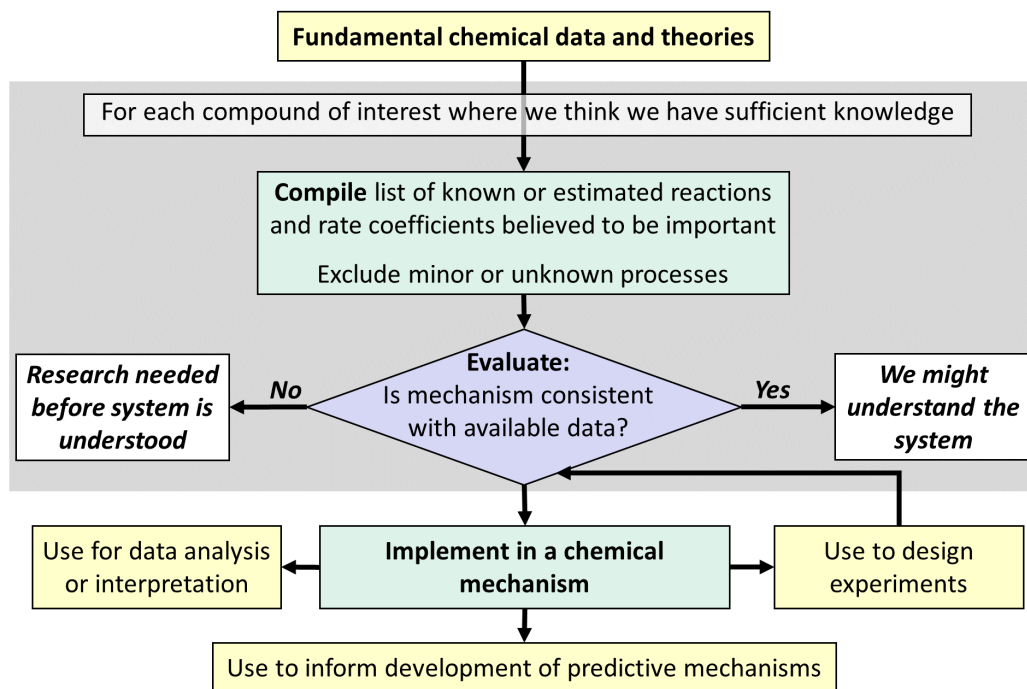 Fundamental chemical data and theories
For each compound of interest where we think we have sufficient knowledge
Compile list of known or estimated reactions
and rate coefficients believed to be important
Exclude minor or unknown processes
Evaluate:
Is mechanism consistent
with available data?
No
Yes
Research needed
before system is
understood
We might
understand the
system
Implement in a chemical
mechanism
Use for data analysis
or interpretation
Use to design
experiments
Use to inform development of predictive mechanisms